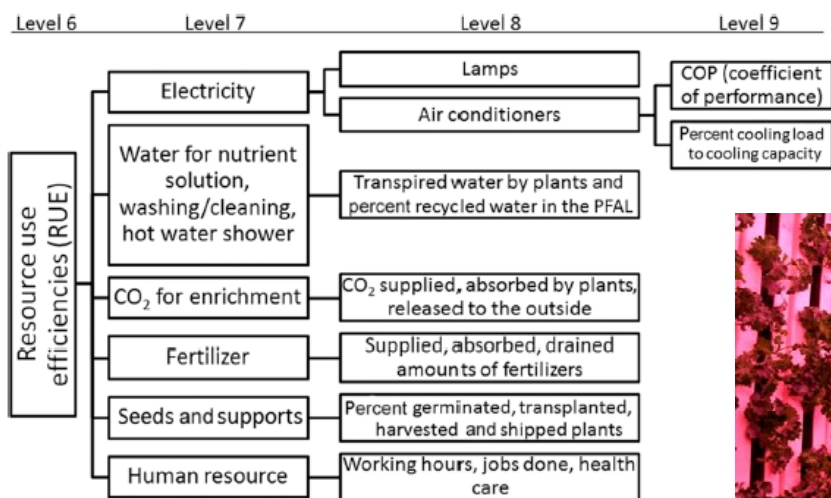 Level 6 Level 7 Level 8 Level 9
Resource use
efficiencies (RUE)
Electricity
Lamps
Air conditioners
COP (coefficient
of performance)
Percent cooling load
to cooling capacity
Water for nutrient
solution,
washing/cleaning,
hot water shower
Transpired water by plants and
percent recycled water in the PFAL
CO₂ for enrichment
CO₂ supplied, absorbed by plants,
released to the outside
Fertilizer
Supplied, absorbed, drained
amounts of fertilizers
Seeds and supports
Percent germinated, transplanted,
harvested and shipped plants
Human resource
Working hours, jobs done, health
care